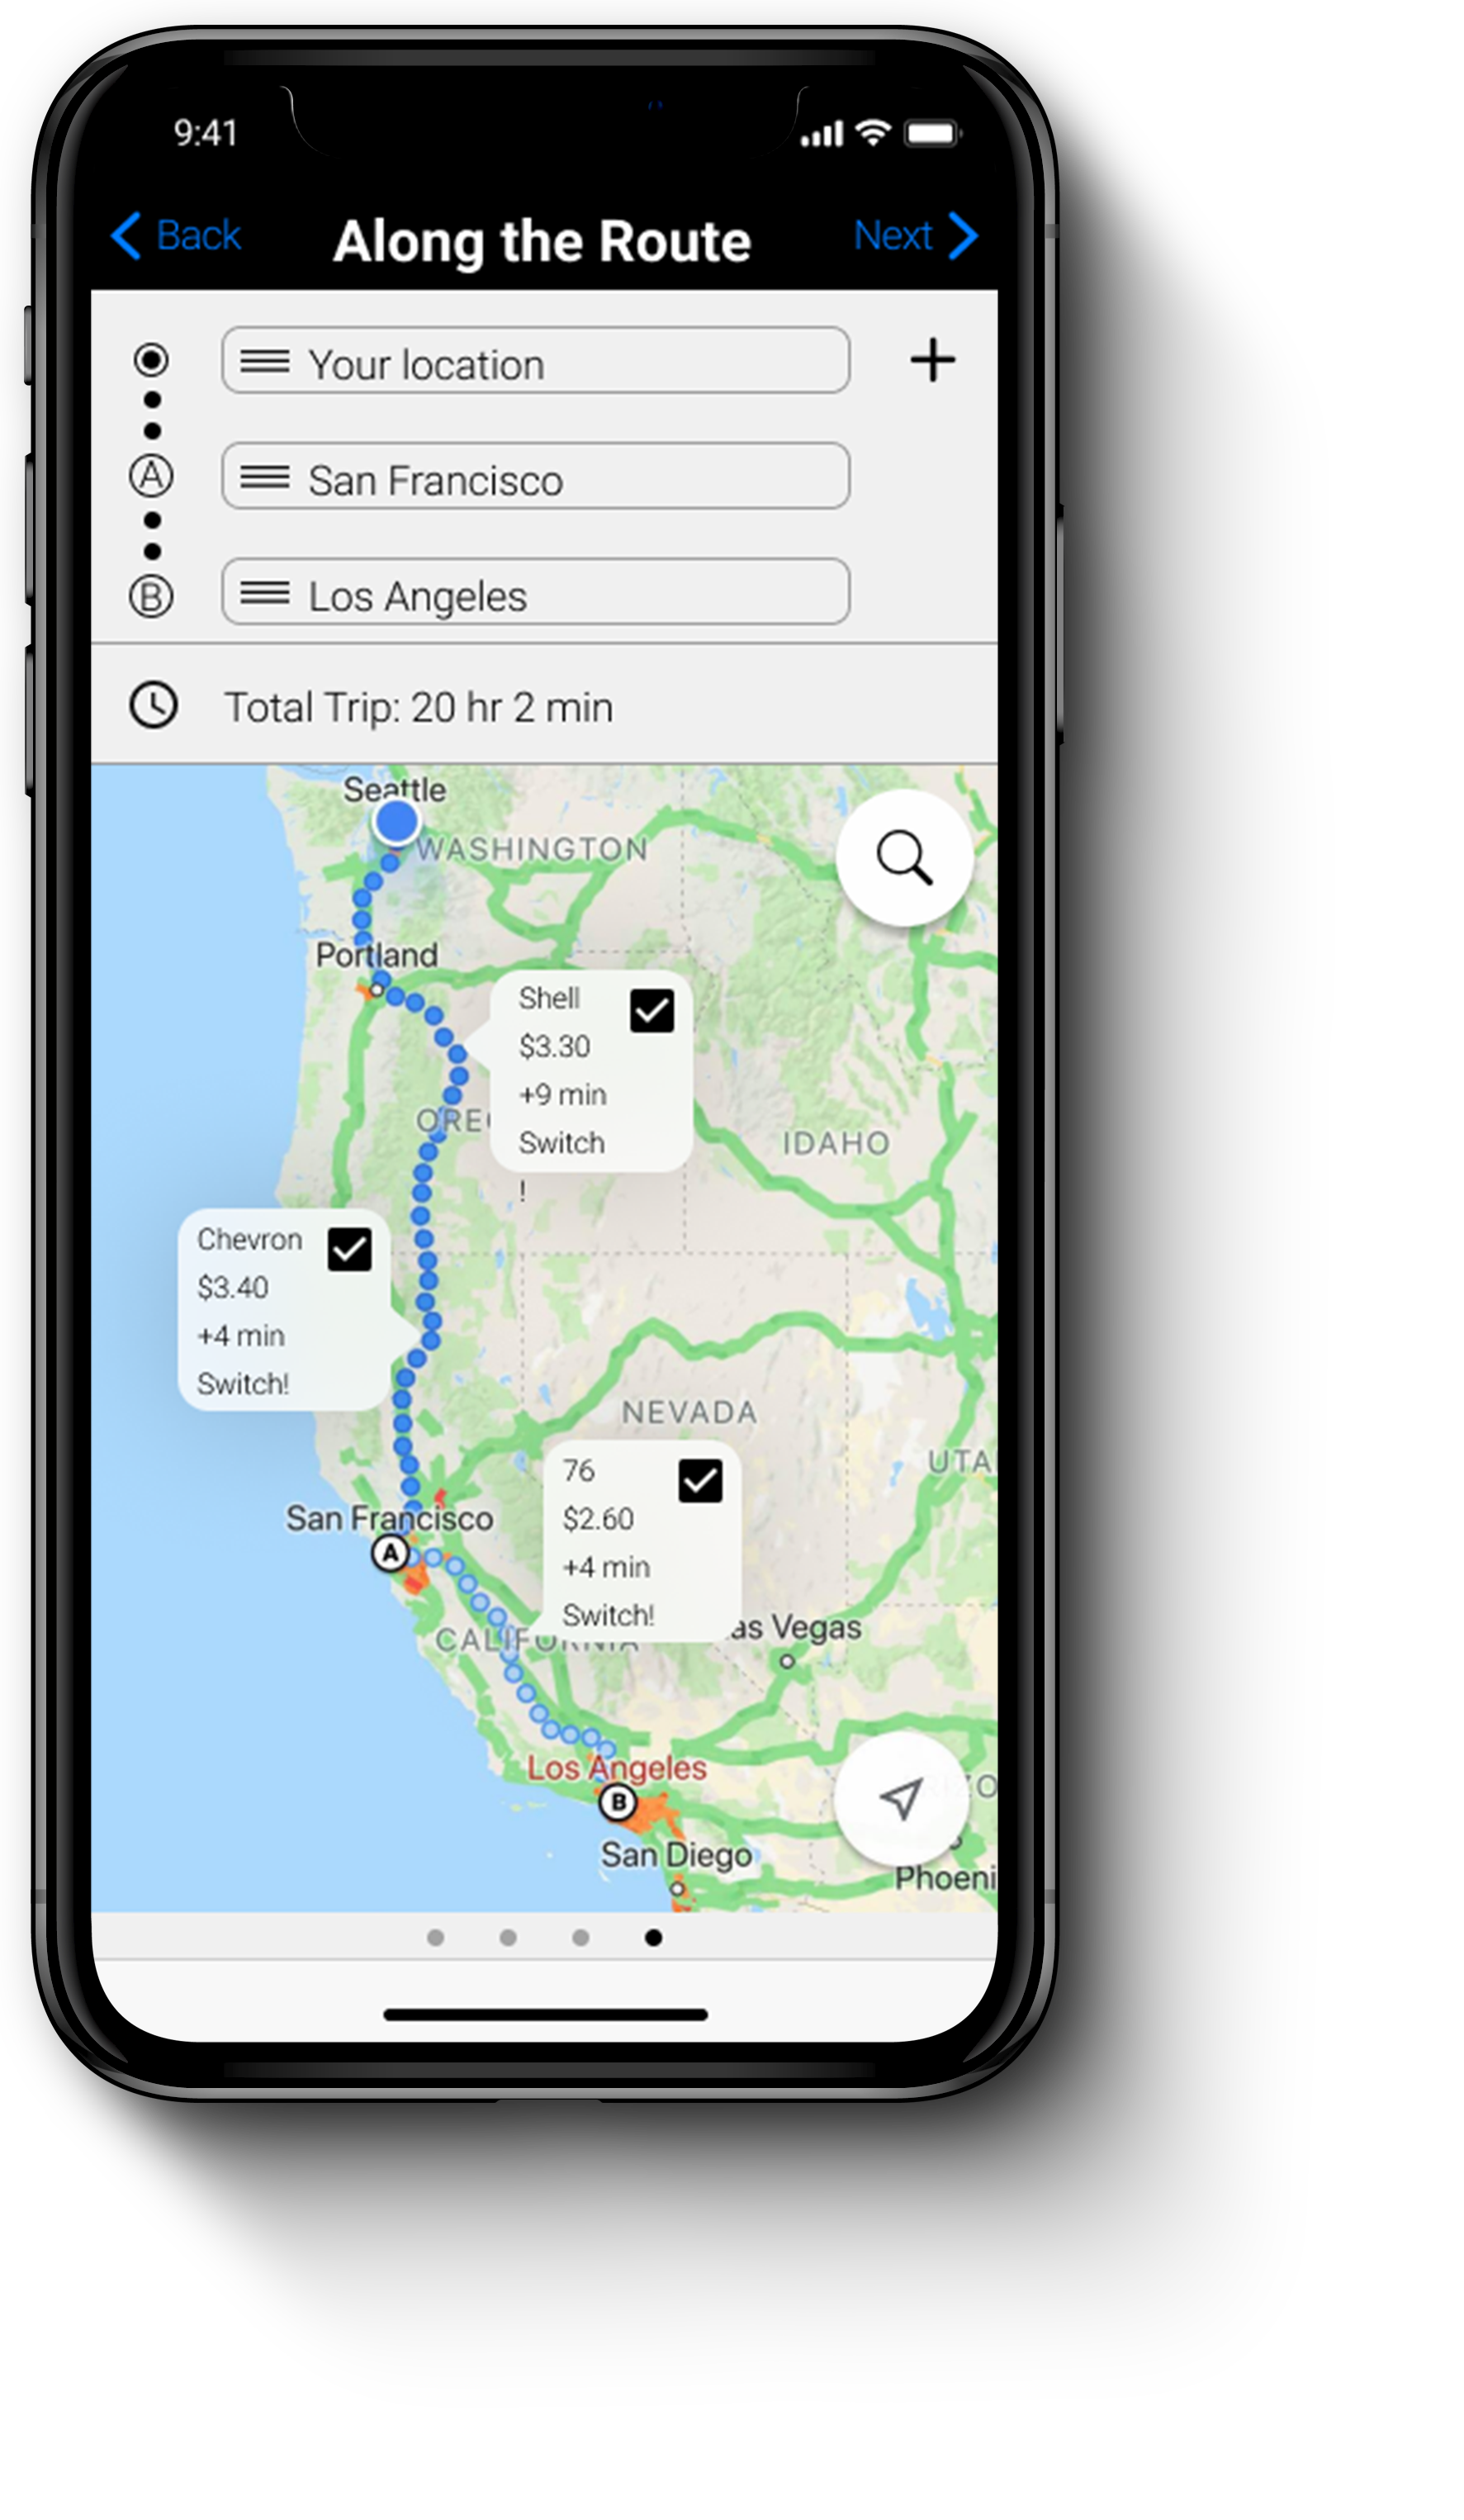 9:41
Back
Along the Route
Next
Your location
A
San Francisco
B
Los Angeles
Total Trip: 20 hr 2 min
Seattle
WASHINGTON
Portland
Shell
$3.30
+9 min
Switch
!
ORE
IDAHO
Chevron
$3.40
+4 min
Switch!
NEVADA
UTA
76
$2.60
+4 min
Switch!
San Francisco
A
CALIFORNIA
as Vegas
Los Angeles
B
RIZO
San Diego
Phoeni